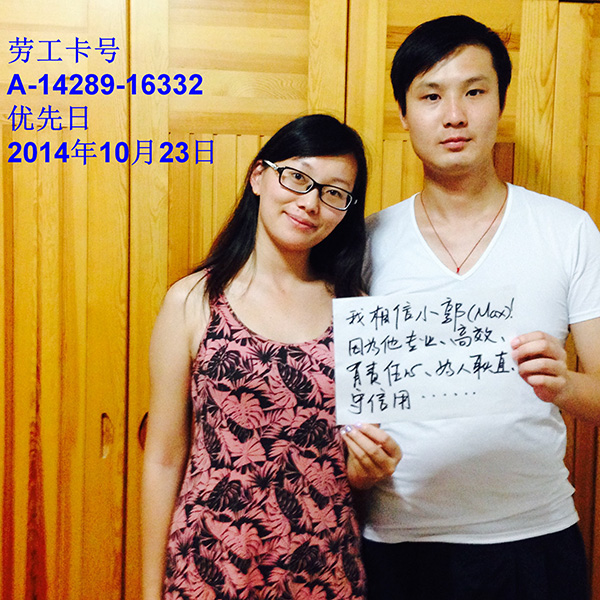 劳工卡号
A-14289-16332
优先日
2014年10月23日
我相信小郭(Max)!
因为他专业、高效、
有责任心、为人耿直、
守信用......